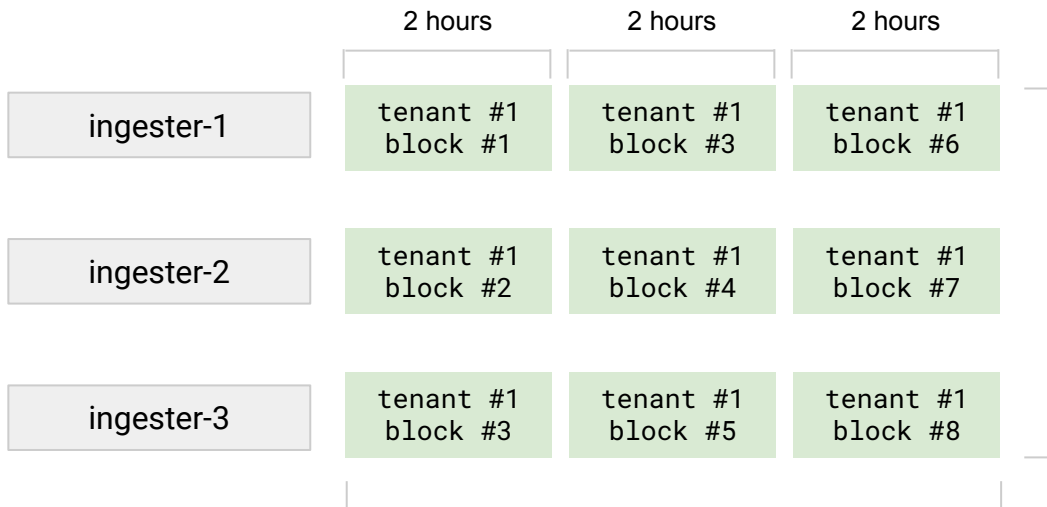 2 hours 2 hours 2 hours
ingester-1
tenant #1
block #1
tenant #1
block #3
tenant #1
block #6
ingester-2
tenant #1
block #2
tenant #1
block #4
tenant #1
block #7
ingester-3
tenant #1
block #3
tenant #1
block #5
tenant #1
block #8